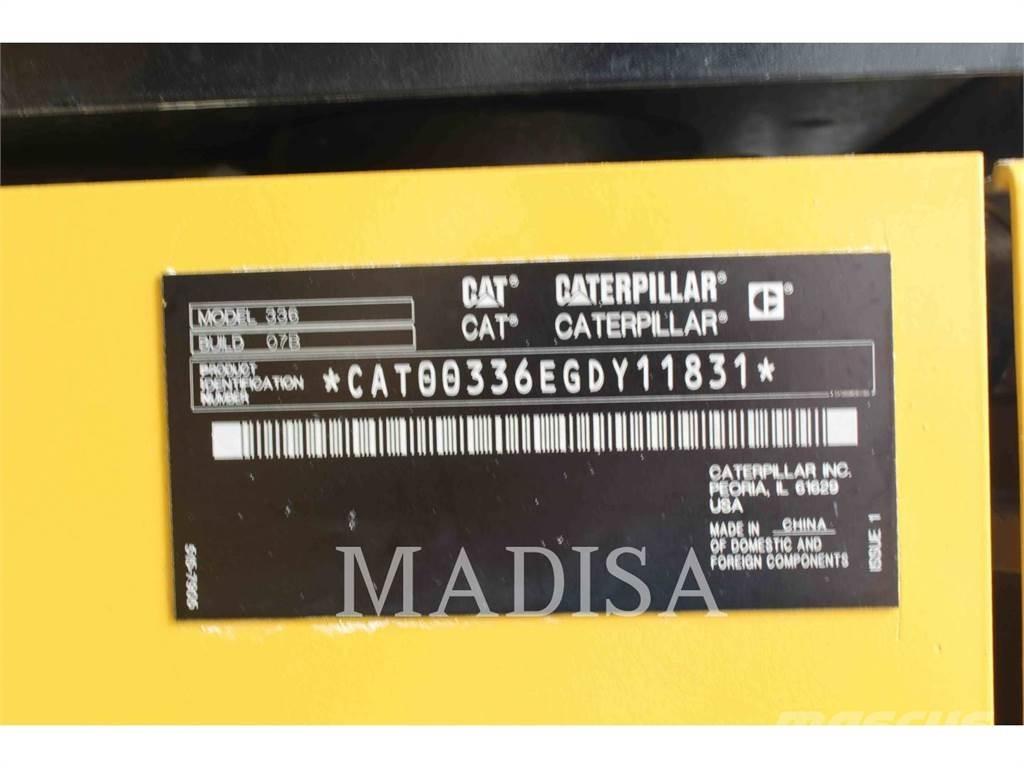 CAT® CATERPILLAR®
CAT® CATERPILLAR®
MODEL 336
BUILD 07B
PRODUCT
IDENTIFICATION
NUMBER
*CAT00336EGDY11831*
CATERPILLAR INC.
PEORIA, IL 61629
USA
MADE IN CHINA
OF DOMESTIC AND
FOREIGN COMPONENTS
ISSUE 1
MADISA
MASCUS